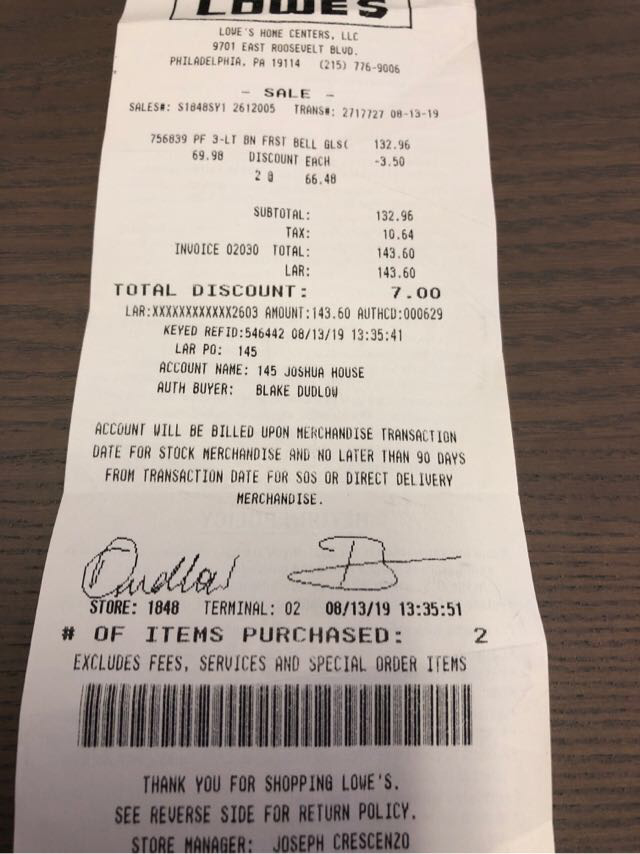 LOWE'S
LOWE'S HOME CENTERS, LLC
9701 EAST ROOSEVELT BLVD.
PHILADELPHIA, PA 19114 (215) 776-9006
- SALE -
SALES#: S1848SY1 2612005 TRANS#: 2717727 08-13-19
756839 PF 3-LT BN FRST BELL GLS( 132.96
69.98 DISCOUNT EACH -3.50
2 @ 66.48
SUBTOTAL: 132.96
TAX: 10.64
INVOICE 02030 TOTAL: 143.60
LAR: 143.60
TOTAL DISCOUNT: 7.00
LAR:XXXXXXXXXXXX2603 AMOUNT:143.60 AUTHCD:000629
KEYED REFID:546442 08/13/19 13:35:41
LAR PO: 145
ACCOUNT NAME: 145 JOSHUA HOUSE
AUTH BUYER: BLAKE DUDLOW
ACCOUNT WILL BE BILLED UPON MERCHANDISE TRANSACTION
DATE FOR STOCK MERCHANDISE AND NO LATER THAN 90 DAYS
FROM TRANSACTION DATE FOR SOS OR DIRECT DELIVERY
MERCHANDISE.
STORE: 1848 TERMINAL: 02 08/13/19 13:35:51
# OF ITEMS PURCHASED: 2
EXCLUDES FEES, SERVICES AND SPECIAL ORDER ITEMS
THANK YOU FOR SHOPPING LOWE'S.
SEE REVERSE SIDE FOR RETURN POLICY.
STORE MANAGER: JOSEPH CRESCENZO